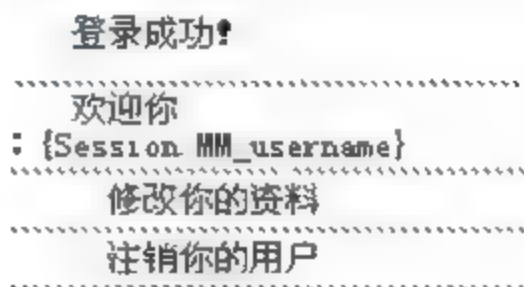 登录成功!
欢迎你
: {Session MM_username}
修改你的资料
注销你的用户